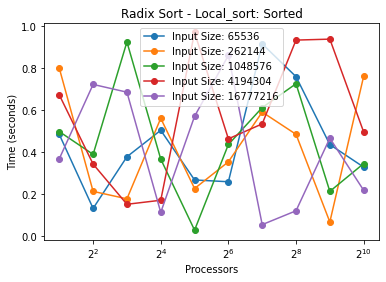 Radix Sort - Local_sort: Sorted
Input Size: 65536
Input Size: 262144
Input Size: 1048576
Input Size: 4194304
Input Size: 16777216
Time (seconds)
1.0
0.8
0.6
0.4
0.2
0.0
2² 2⁴ 2⁶ 2⁸ 2¹⁰
Processors